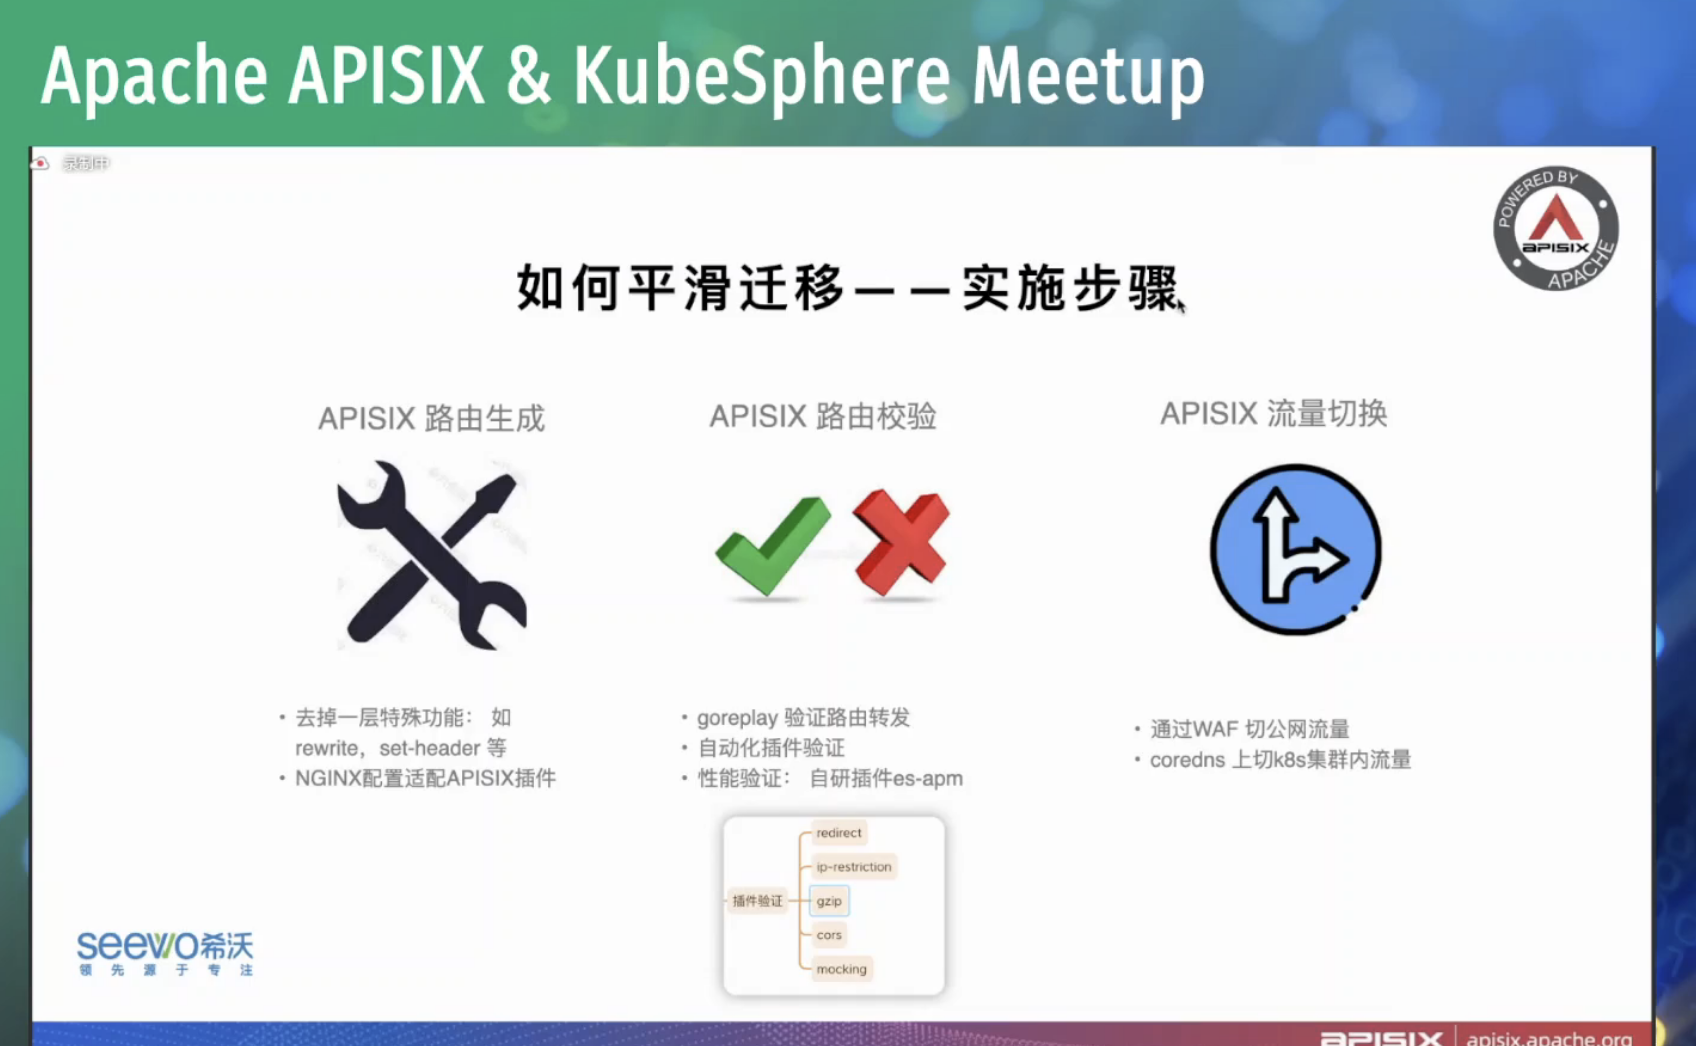 Apache APISIX & KubeSphere Meetup
录制中
POWERED BY
APISIX
APACHE
如何平滑迁移——实施步骤
APISIX 路由生成
APISIX 路由校验
APISIX 流量切换
• 去掉一层特殊功能： 如
rewrite，set-header 等
• NGINX配置适配APISIX插件
• goreplay 验证路由转发
• 自动化插件验证
• 性能验证： 自研插件es-apm
• 通过WAF 切公网流量
• coredns 上切k8s集群内流量
插件验证
redirect
ip-restriction
gzip
cors
mocking
seewo希沃
领先源于专注
APISIX | apisix.apache.org